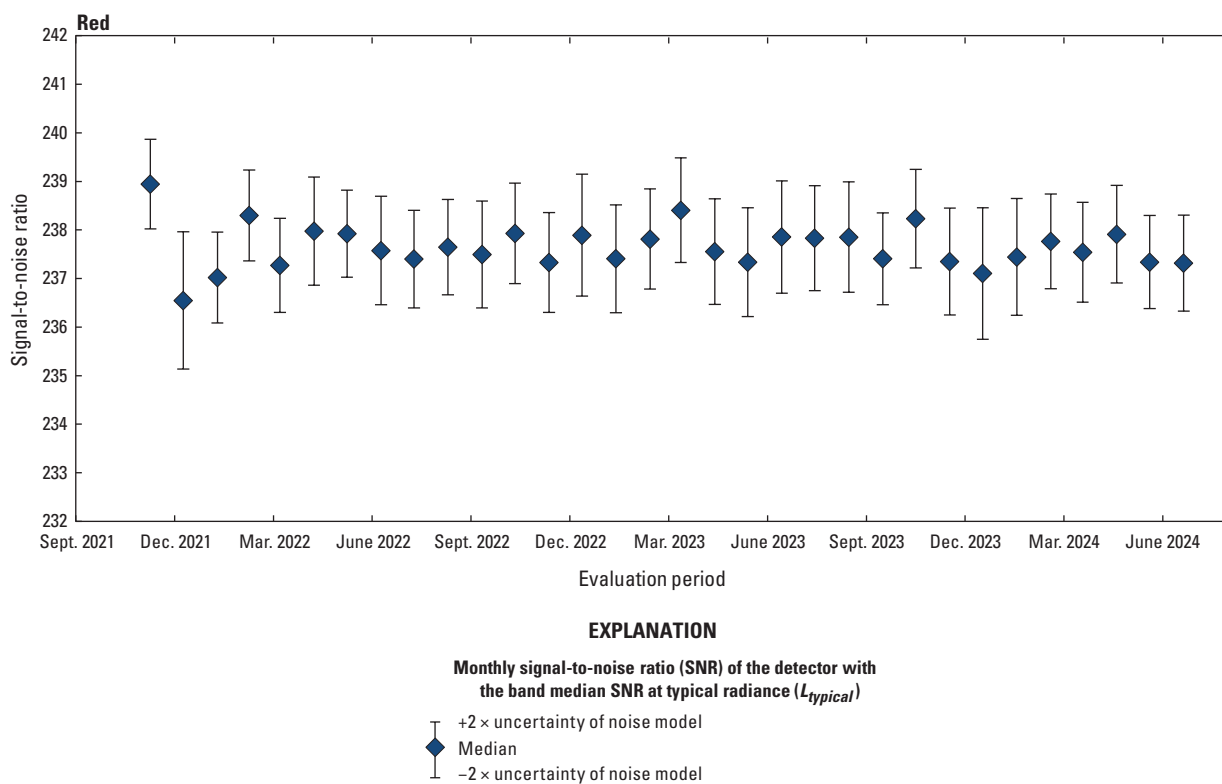 Red
242
241
240
239
238
237
236
235
234
233
232
Signal-to-noise ratio
Sept. 2021 Dec. 2021 Mar. 2022 June 2022 Sept. 2022 Dec. 2022 Mar. 2023 June 2023 Sept. 2023 Dec. 2023 Mar. 2024 June 2024
Evaluation period
EXPLANATION
Monthly signal-to-noise ratio (SNR) of the detector with
the band median SNR at typical radiance (Ltypical)
+2 × uncertainty of noise model
Median
−2 × uncertainty of noise model